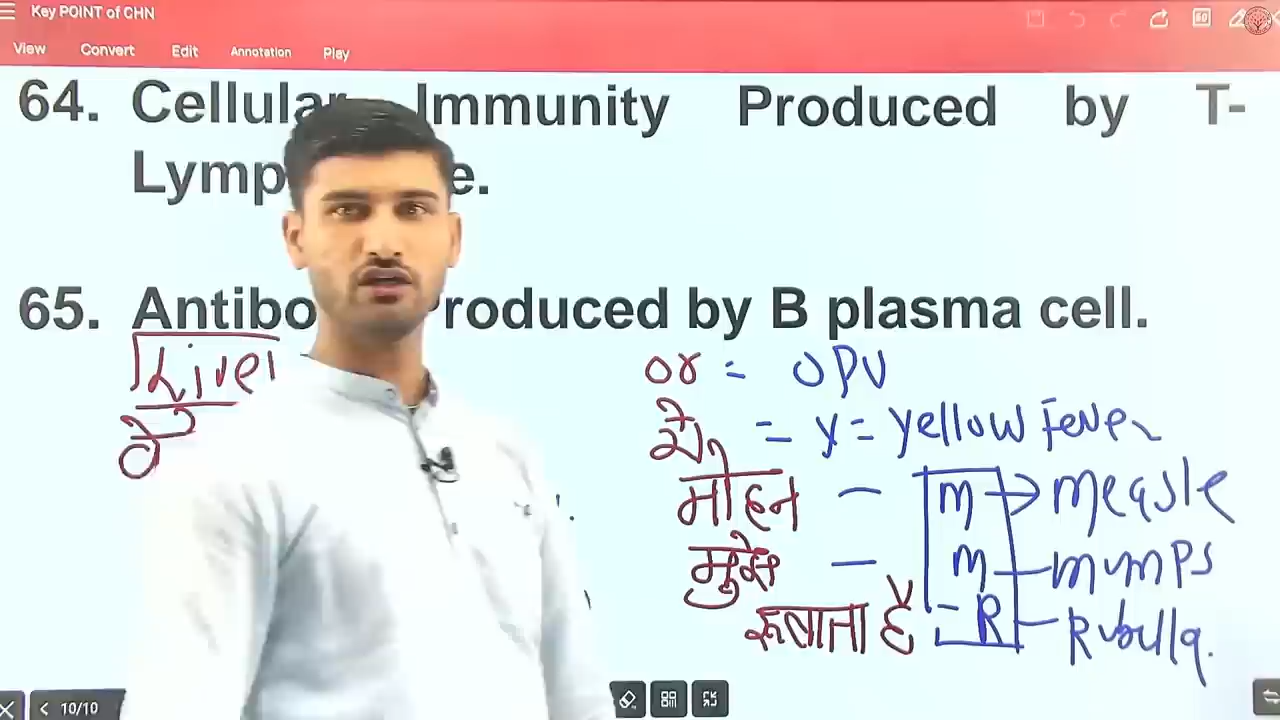 Key POINT of CHN
View Convert Edit Annotation Play
64. Cellular Immunity Produced by T-
Lymp e.
65. Antibo roduced by B plasma cell.
Live
or = OPV
ये = y = yellow Fever
मोहन - m → measle
मुझे - m - mumps
रूबाता है - R - Rubella.
10/10